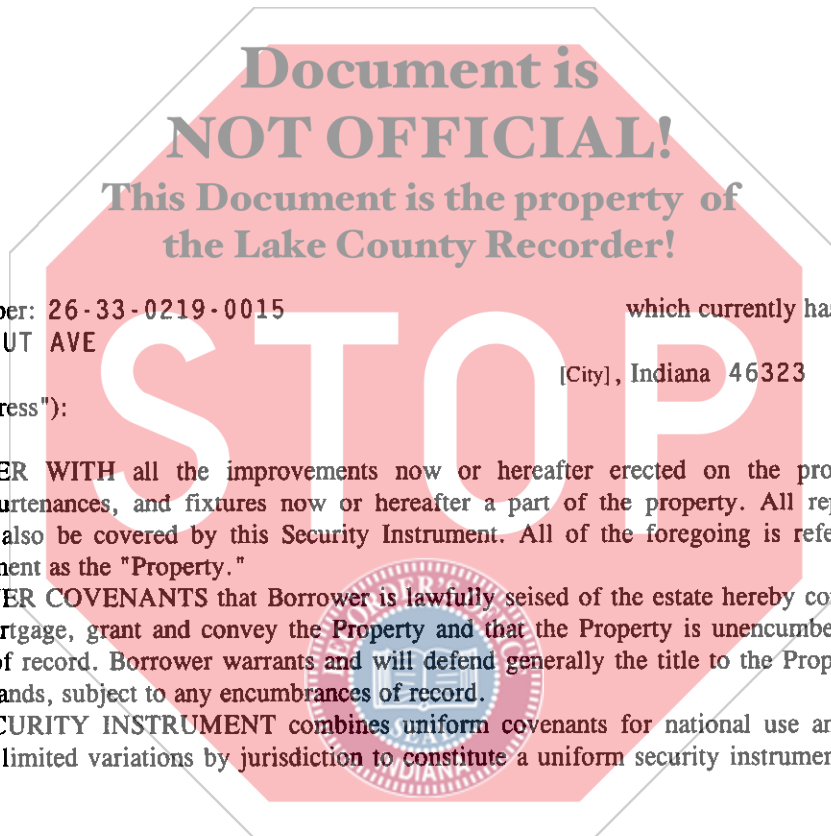 Document is
NOT OFFICIAL!
This Document is the property of
the Lake County Recorder!
per: 26-33-0219-0015 which currently ha
UT AVE
[City], Indiana 46323
ress"):
STOP
ER WITH all the improvements now or hereafter erected on the pro
urtenances, and fixtures now or hereafter a part of the property. All rep
also be covered by this Security Instrument. All of the foregoing is refe
ment as the "Property."
ER COVENANTS that Borrower is lawfully seised of the estate hereby co
rtgage, grant and convey the Property and that the Property is unencumbe
of record. Borrower warrants and will defend generally the title to the Prop
ands, subject to any encumbrances of record.
CURITY INSTRUMENT combines uniform covenants for national use an
limited variations by jurisdiction to constitute a uniform security instrumen
SEAL
INDIANA